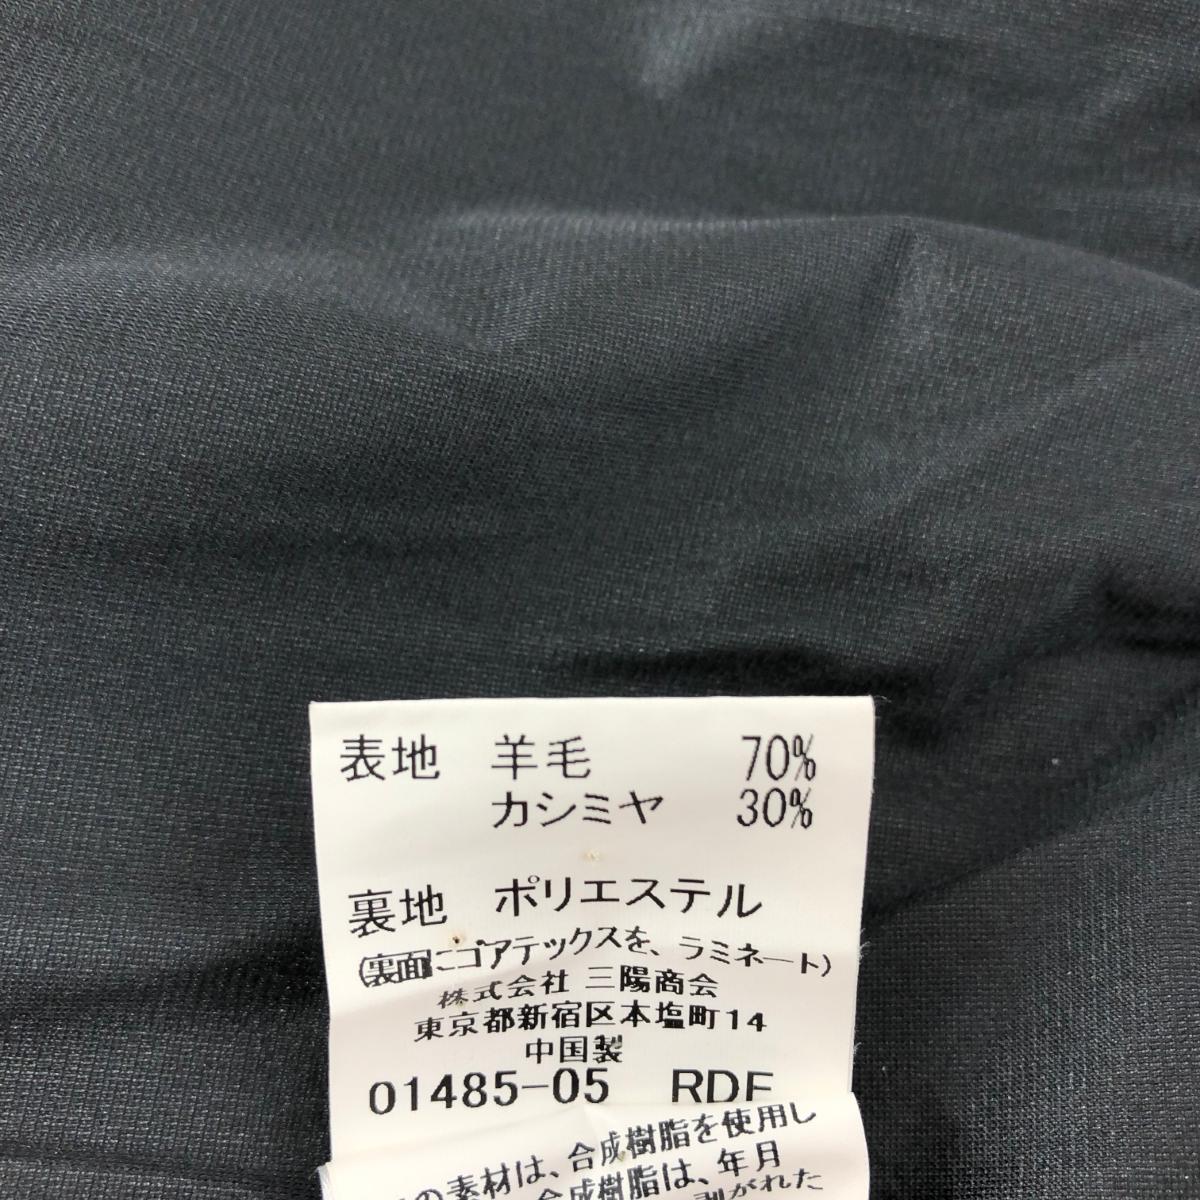 表地 羊毛 70%
カシミヤ 30%
裏地 ポリエステル
(裏面にゴアテックスを、ラミネート)
株式会社 三陽商会
東京都新宿区本塩町14
中国製
01485-05 RDF
の素材は、合成樹脂を使用し
合成樹脂は、年月
剥がれた